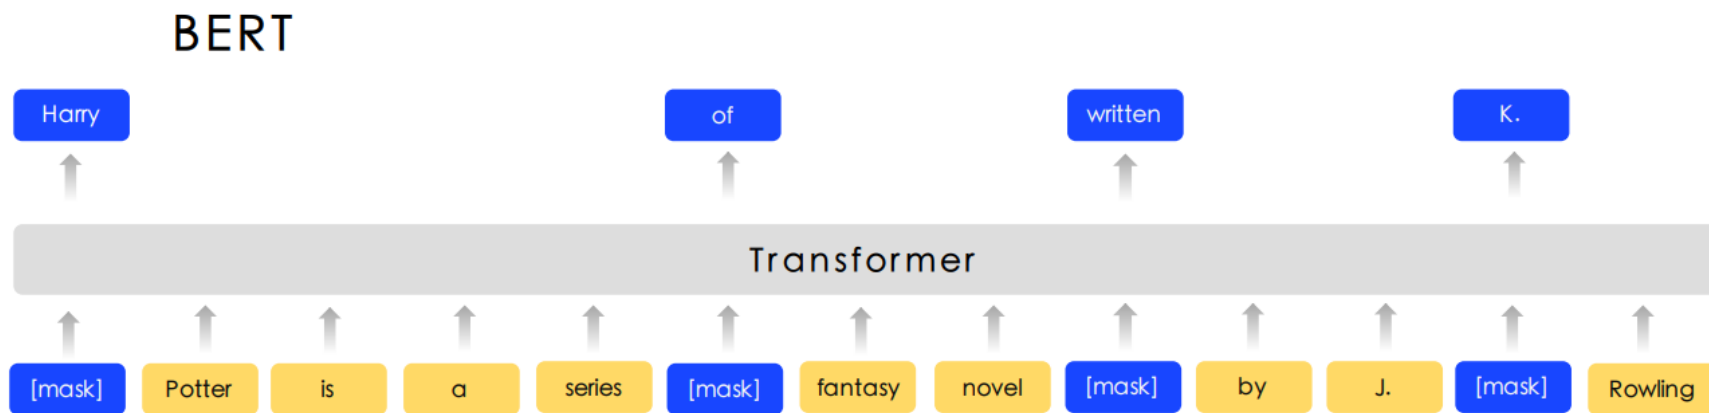 BERT
Harry of written K.
Transformer
[mask] Potter is a series [mask] fantasy novel [mask] by J. [mask] Rowling